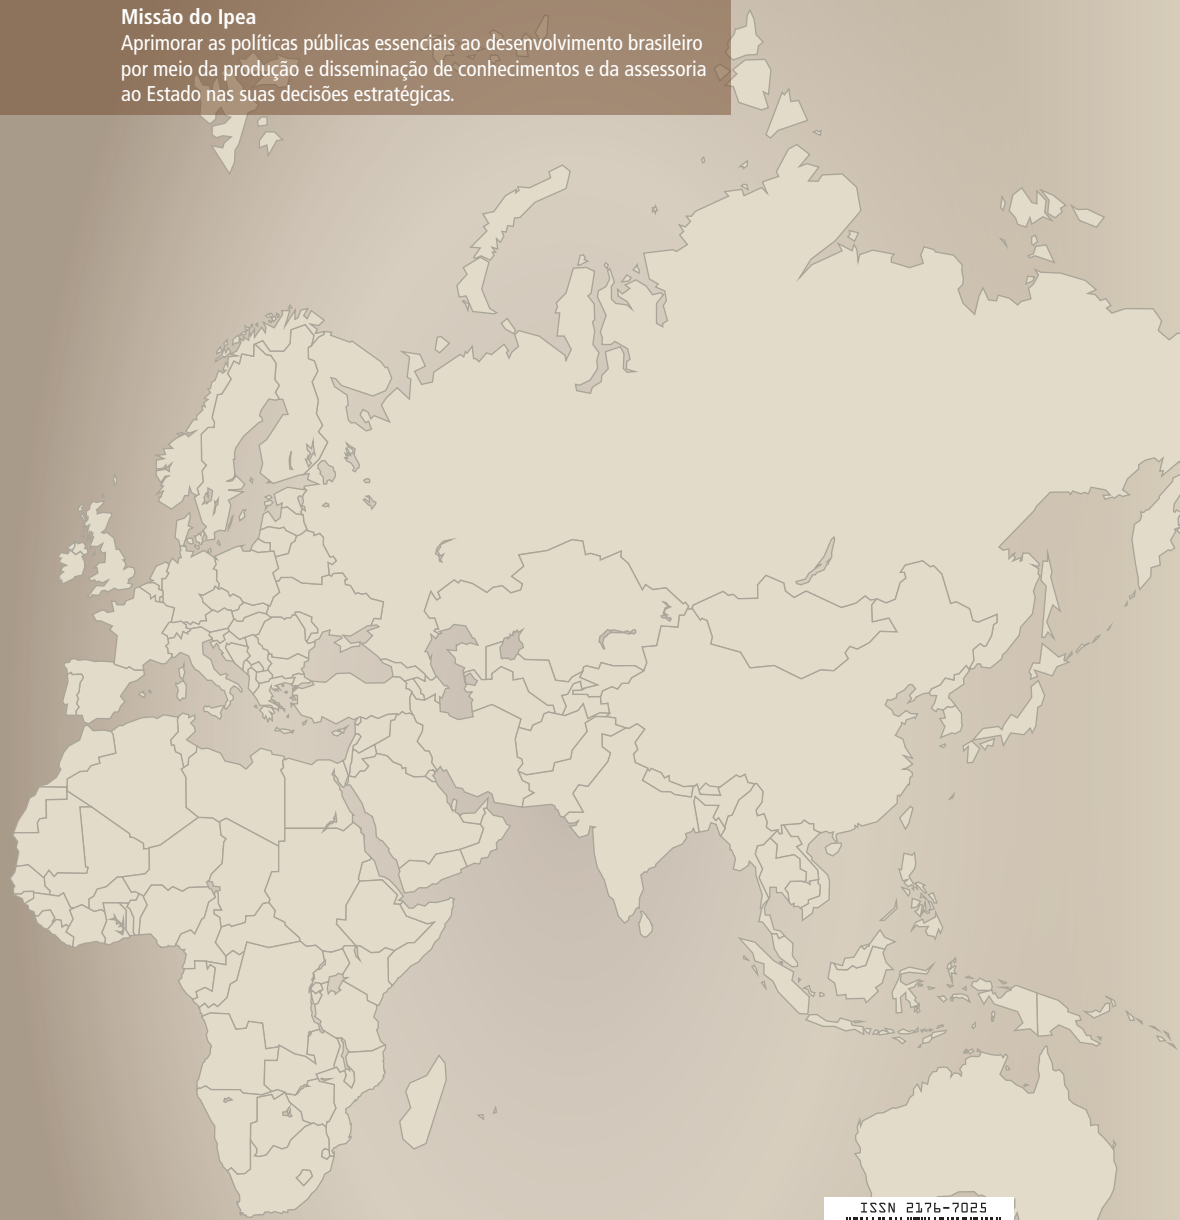 Missão do Ipea
Aprimorar as políticas públicas essenciais ao desenvolvimento brasileiro
por meio da produção e disseminação de conhecimentos e da assessoria
ao Estado nas suas decisões estratégicas.
ISSN 2176-7025